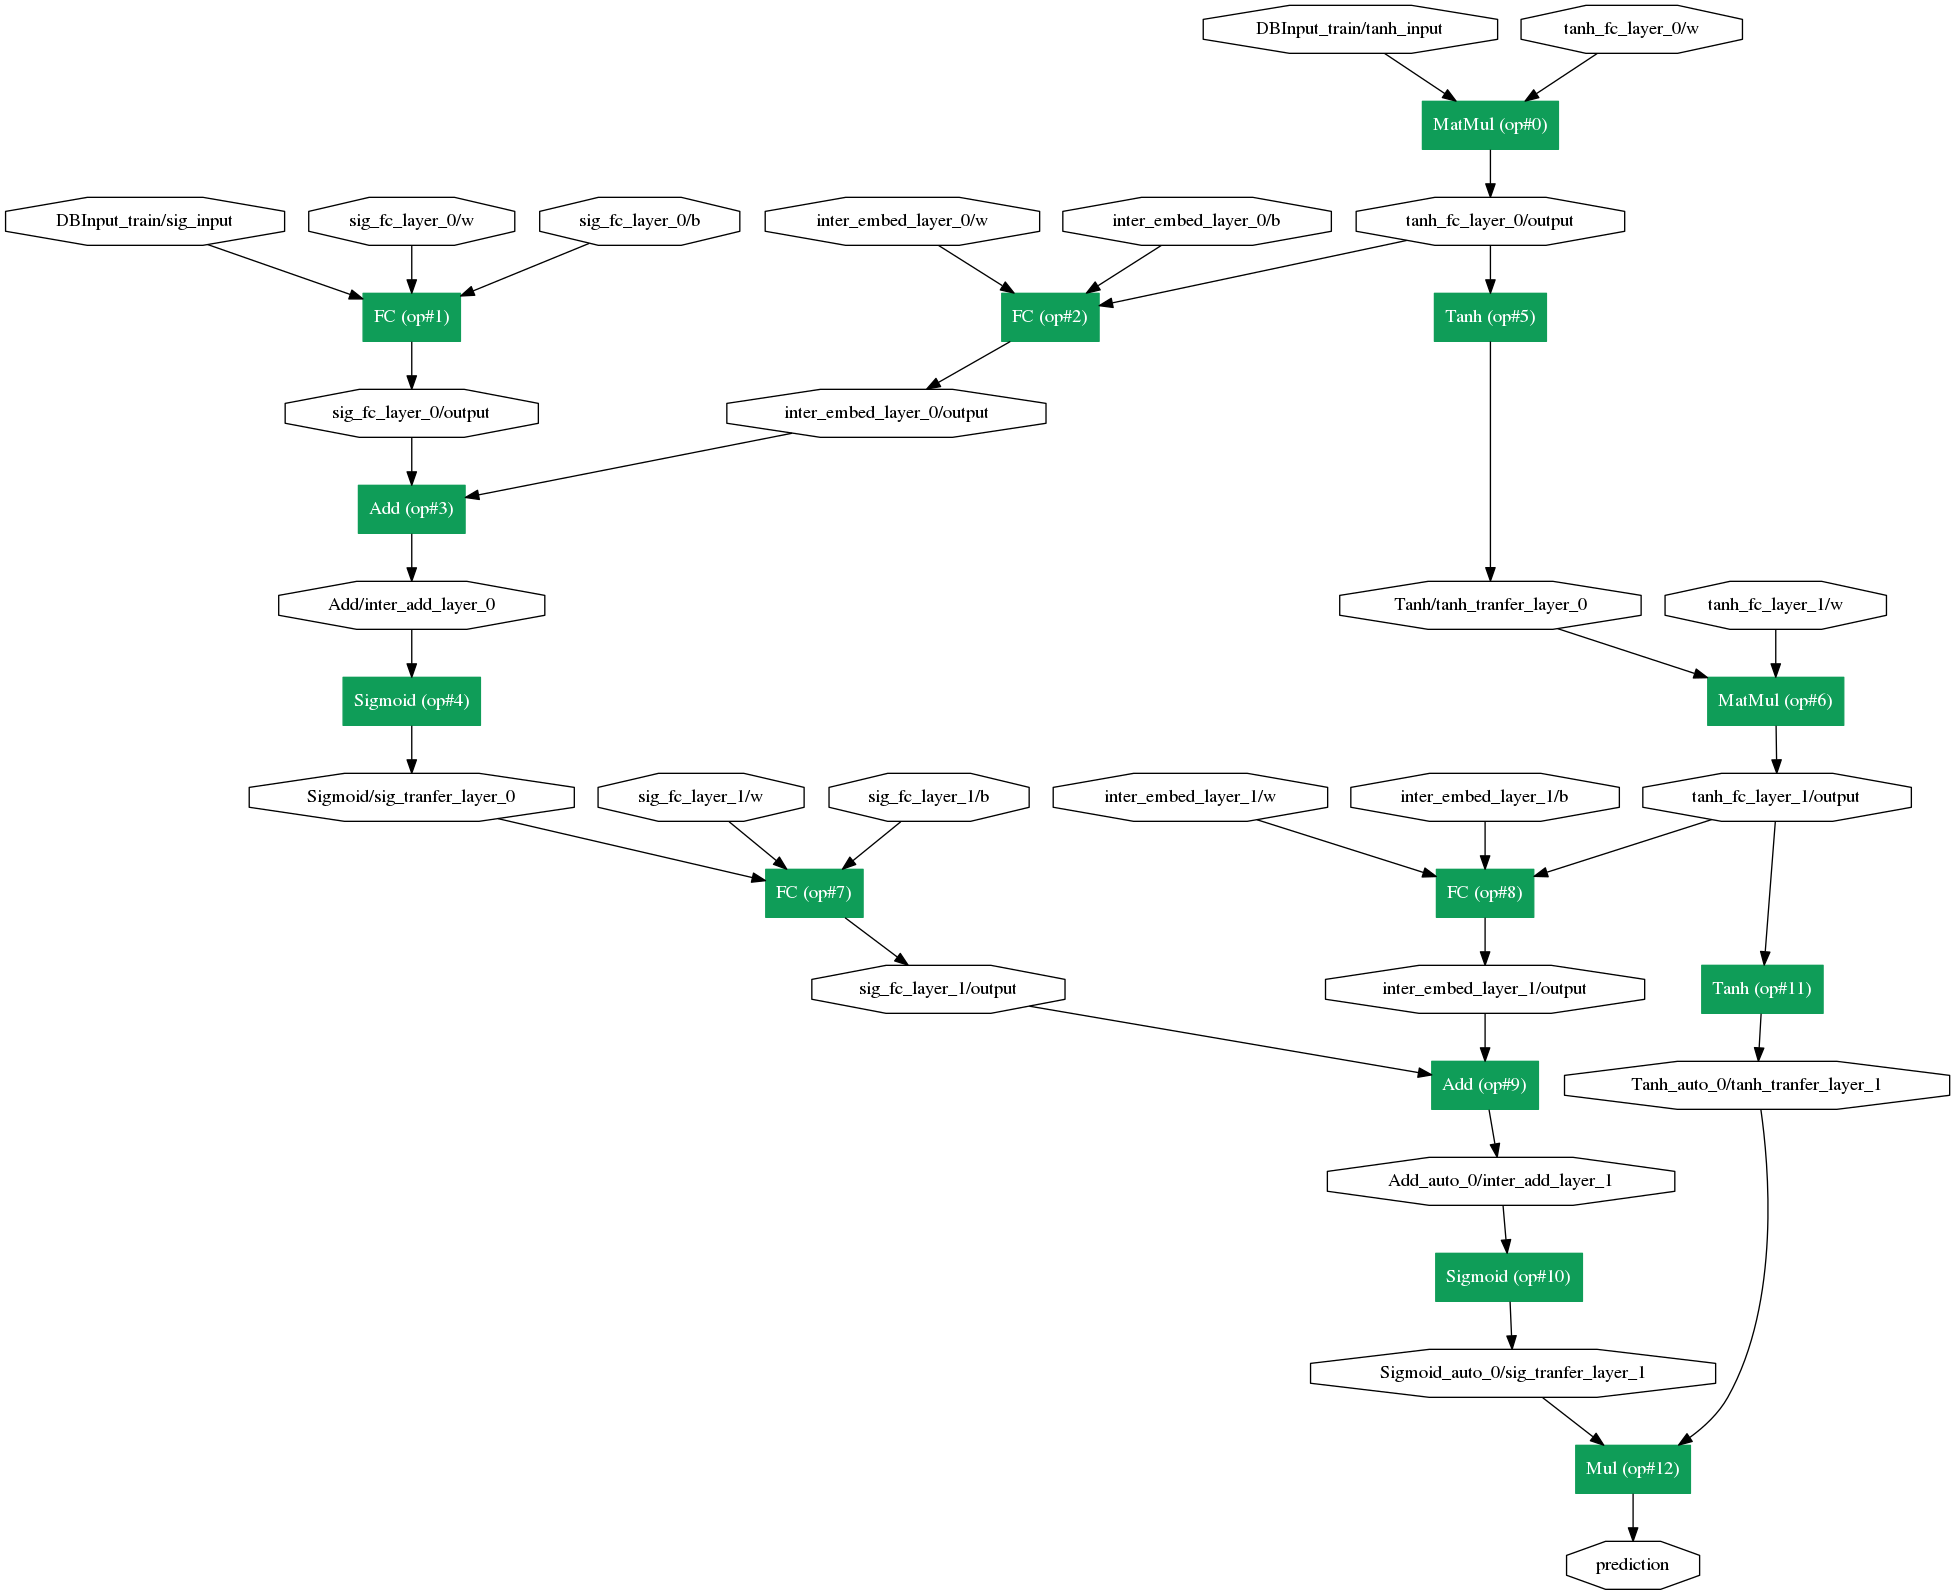 DBInput_train/tanh_input
tanh_fc_layer_0/w
MatMul (op#0)
DBInput_train/sig_input
sig_fc_layer_0/w
sig_fc_layer_0/b
inter_embed_layer_0/w
inter_embed_layer_0/b
tanh_fc_layer_0/output
FC (op#1)
FC (op#2)
Tanh (op#5)
sig_fc_layer_0/output
inter_embed_layer_0/output
Add (op#3)
Add/inter_add_layer_0
Tanh/tanh_tranfer_layer_0
tanh_fc_layer_1/w
Sigmoid (op#4)
MatMul (op#6)
Sigmoid/sig_tranfer_layer_0
sig_fc_layer_1/w
sig_fc_layer_1/b
inter_embed_layer_1/w
inter_embed_layer_1/b
tanh_fc_layer_1/output
FC (op#7)
FC (op#8)
sig_fc_layer_1/output
inter_embed_layer_1/output
Tanh (op#11)
Add (op#9)
Tanh_auto_0/tanh_tranfer_layer_1
Add_auto_0/inter_add_layer_1
Sigmoid (op#10)
Sigmoid_auto_0/sig_tranfer_layer_1
Mul (op#12)
prediction